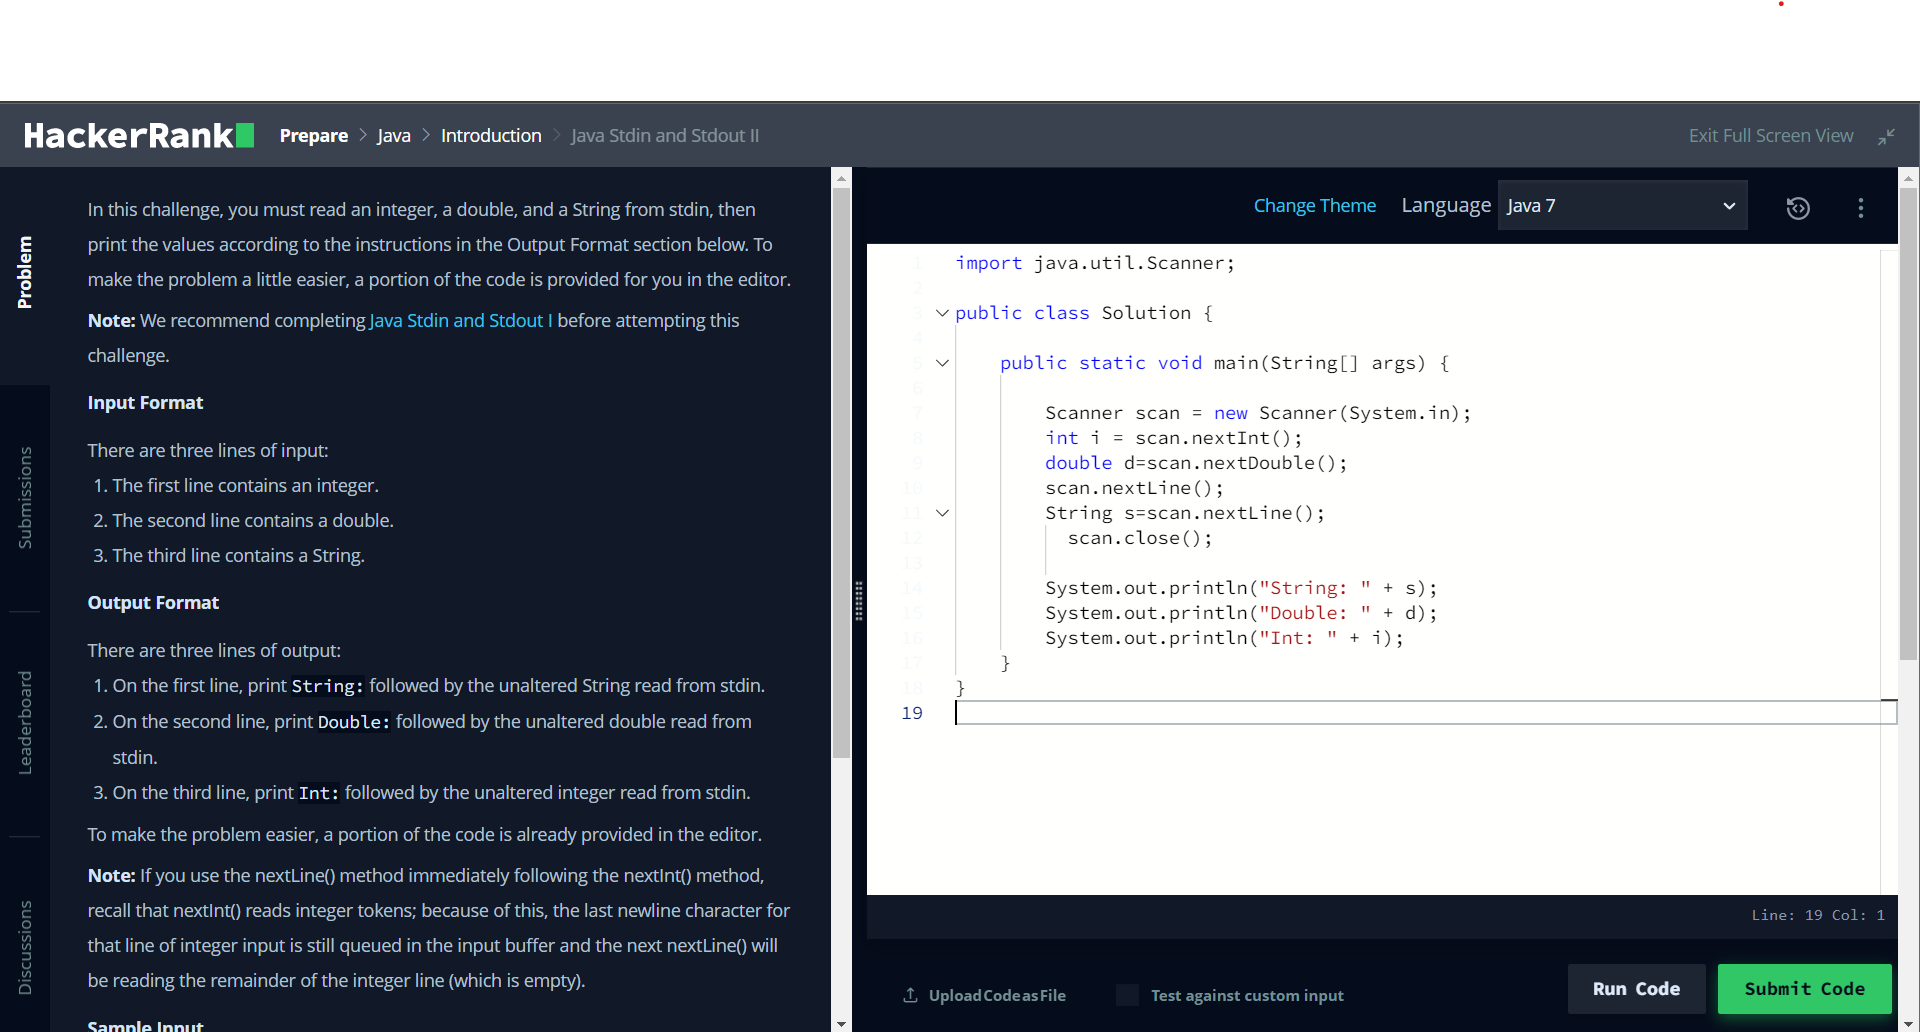 HackerRank
Prepare > Java > Introduction > Java Stdin and Stdout II
Exit Full Screen View
Problem
Submissions
Leaderboard
Discussions
In this challenge, you must read an integer, a double, and a String from stdin, then
print the values according to the instructions in the Output Format section below. To
make the problem a little easier, a portion of the code is provided for you in the editor.
Note: We recommend completing Java Stdin and Stdout I before attempting this
challenge.
Input Format
There are three lines of input:
1. The first line contains an integer.
2. The second line contains a double.
3. The third line contains a String.
Output Format
There are three lines of output:
1. On the first line, print String: followed by the unaltered String read from stdin.
2. On the second line, print Double: followed by the unaltered double read from
stdin.
3. On the third line, print Int: followed by the unaltered integer read from stdin.
To make the problem easier, a portion of the code is already provided in the editor.
Note: If you use the nextLine() method immediately following the nextInt() method,
recall that nextInt() reads integer tokens; because of this, the last newline character for
that line of integer input is still queued in the input buffer and the next nextLine() will
be reading the remainder of the integer line (which is empty).
Sample Input
Change Theme Language Java 7
1 import java.util.Scanner;
2
3 public class Solution {
4
5     public static void main(String[] args) {
6
7         Scanner scan = new Scanner(System.in);
8         int i = scan.nextInt();
9         double d=scan.nextDouble();
10         scan.nextLine();
11         String s=scan.nextLine();
12           scan.close();
13
14         System.out.println("String: " + s);
15         System.out.println("Double: " + d);
16         System.out.println("Int: " + i);
17     }
18 }
19
Line: 19 Col: 1
Upload Code as File
Test against custom input
Run Code
Submit Code